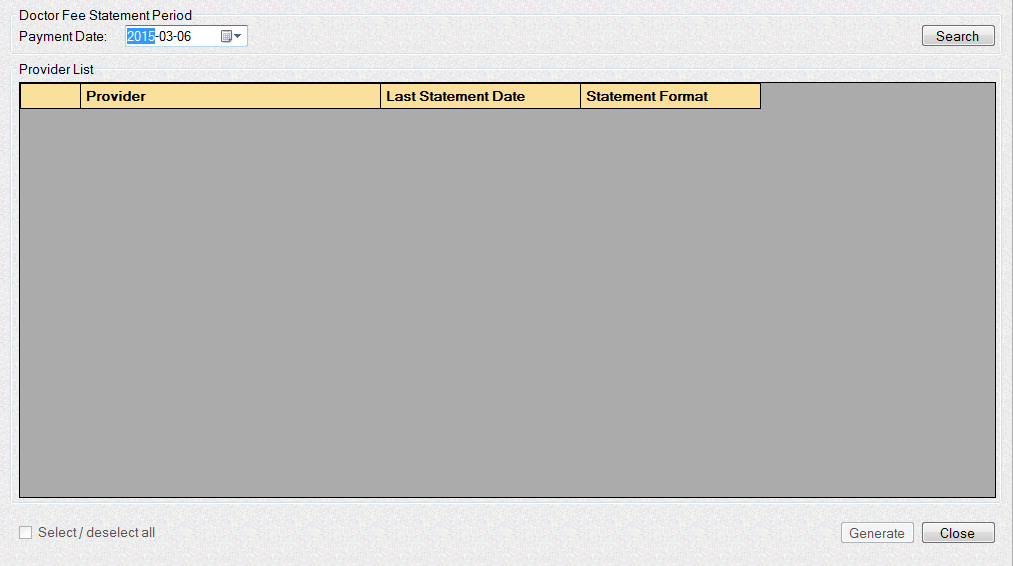 Doctor Fee Statement Period
Payment Date: 2015-03-06 Search
Provider List
Provider Last Statement Date Statement Format
Select / deselect all Generate Close